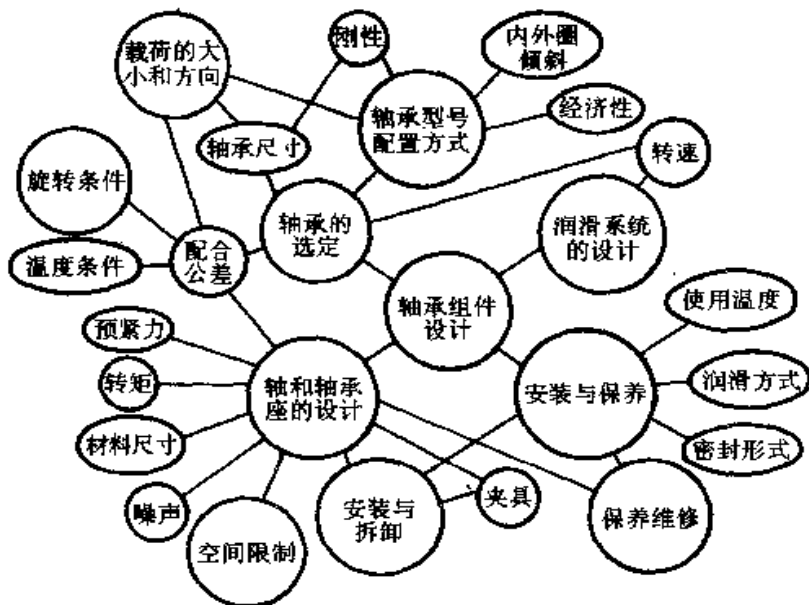 载荷的大
小和方向
刚性
内外圈
倾斜
轴承型号
配置方式
经济性
轴承尺寸
转速
旋转条件
轴承的
选定
润滑系统
的设计
配合
公差
温度条件
轴承组件
设计
使用温度
预紧力
转矩
轴和轴承
座的设计
安装与保养
润滑方式
材料尺寸
密封形式
噪声
安装与
拆卸
夹具
保养维修
空间限制